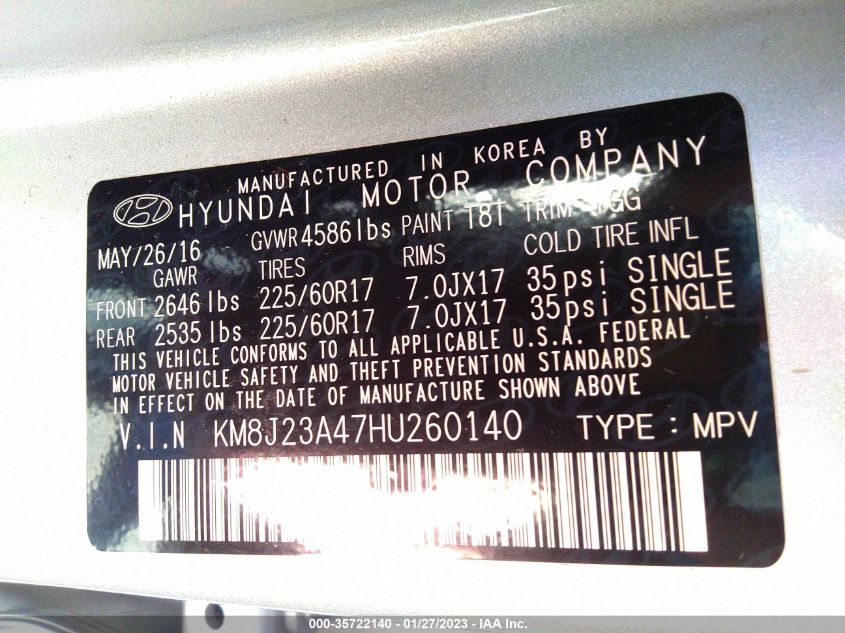 MANUFACTURED IN KOREA BY
HYUNDAI MOTOR COMPANY
MAY/26/16 GVWR 4586 lbs PAINT T8T TRIM TGG
GAWR TIRES RIMS COLD TIRE INFL
FRONT 2646 lbs 225/60R17 7.0JX17 35psi SINGLE
REAR 2535 lbs 225/60R17 7.0JX17 35psi SINGLE
THIS VEHICLE CONFORMS TO ALL APPLICABLE U.S.A. FEDERAL
MOTOR VEHICLE SAFETY AND THEFT PREVENTION STANDARDS
IN EFFECT ON THE DATE OF MANUFACTURE SHOWN ABOVE
V.I.N KM8J23A47HU260140 TYPE : MPV
000-35722140 - 01/27/2023 - IAA Inc.